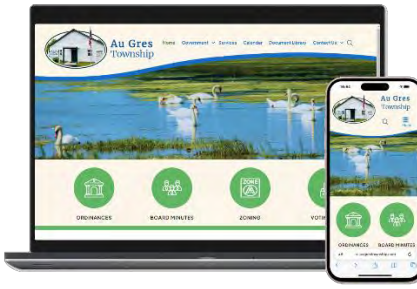 Au Gres
Township
Home Government Services Calendar Document Library Contact Us
ZONE
ORDINANCES
BOARD MINUTES
ZONING
Au Gres
Township
ORDINANCES
BOARD MINUTES